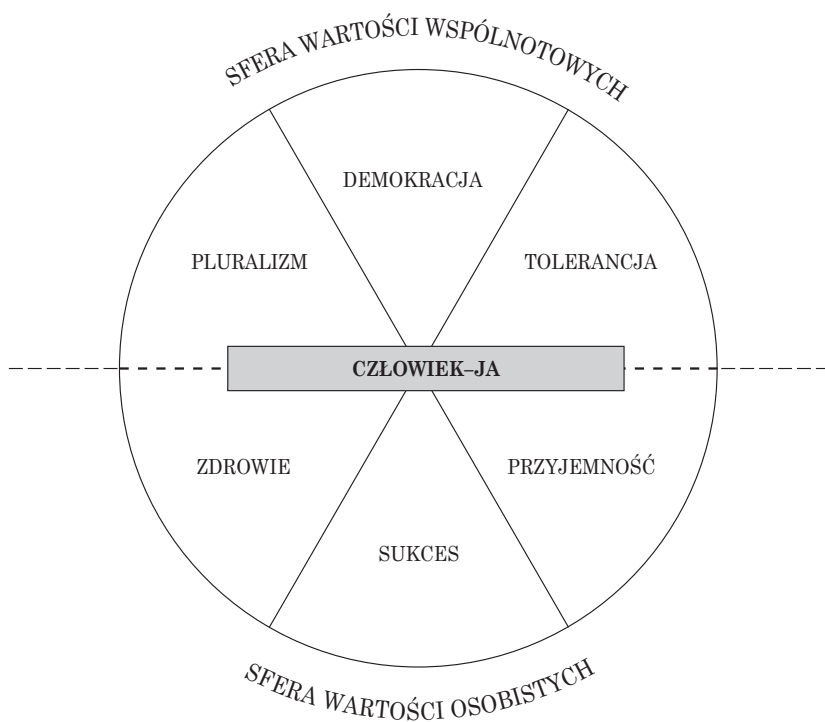 SFERA WARTOŚCI WSPÓLNOTOWYCH
DEMOKRACJA
PLURALIZM
TOLERANCJA
CZŁOWIEK–JA
ZDROWIE
PRZYJEMNOŚĆ
SUKCES
SFERA WARTOŚCI OSOBISTYCH